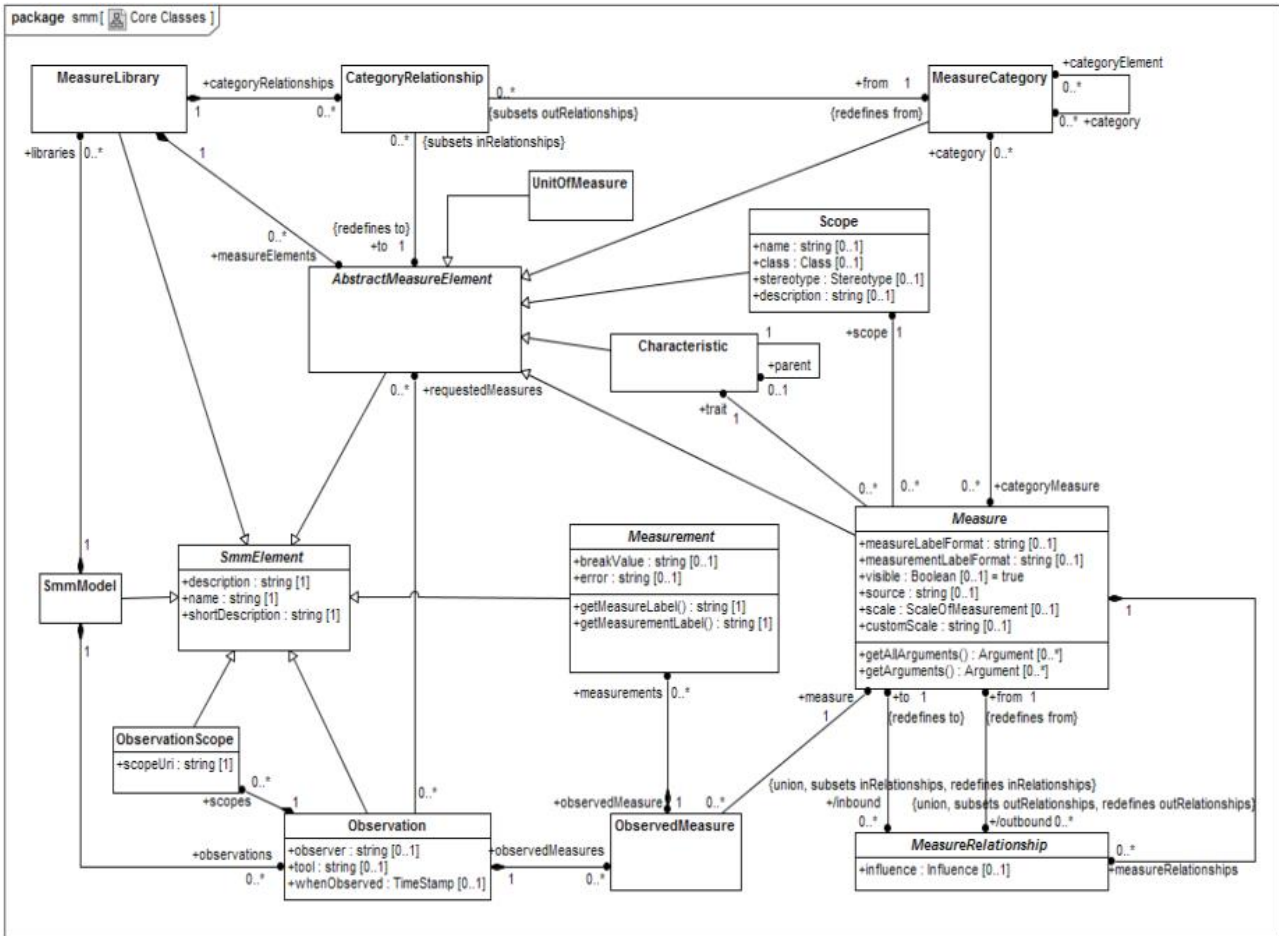 package smm[ Core Classes ]
MeasureLibrary
+categoryRelationships
1
0..*
CategoryRelationship
0..*
{subsets outRelationships}
+from 1
{redefines from}
MeasureCategory
+categoryElement
0..*
0..* +category
+libraries 0..*
1
0..* {subsets inRelationships}
+category 0..*
UnitOfMeasure
{redefines to}
+to 1
0..*
+measureElements
Scope
+name : string [0..1]
+class : Class [0..1]
+stereotype : Stereotype [0..1]
+description : string [0..1]
AbstractMeasureElement
+scope 1
Characteristic
1
+parent
0..1
0..* +requestedMeasures
+trait
1
0..*
0..*
0..* +categoryMeasure
Measure
+measureLabelFormat : string [0..1]
+measurementLabelFormat : string [0..1]
+visible : Boolean [0..1] = true
+source : string [0..1]
+scale : ScaleOfMeasurement [0..1]
+customScale : string [0..1]
+getAllArguments() : Argument [0..*]
+getArguments() : Argument [0..*]
1
Measurement
+breakValue : string [0..1]
+error : string [0..1]
+getMeasureLabel() : string [1]
+getMeasurementLabel() : string [1]
1
SmmElement
+description : string [1]
+name : string [1]
+shortDescription : string [1]
SmmModel
1
+measurements 0..*
+measure
1
+to 1
{redefines to}
+from 1
{redefines from}
ObservationScope
+scopeUri : string [1]
0..*
+scopes
1
0..*
+observedMeasure 1
0..*
{union, subsets inRelationships, redefines inRelationships}
+/inbound
0..*
{union, subsets outRelationships, redefines outRelationships}
+/outbound 0..*
Observation
+observer : string [0..1]
+tool : string [0..1]
+whenObserved : TimeStamp [0..1]
+observations
0..*
+observedMeasures
1
0..*
ObservedMeasure
MeasureRelationship
+influence : Influence [0..1]
0..*
+measureRelationships